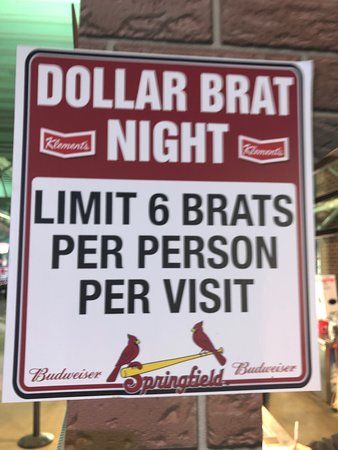 DOLLAR BRAT
NIGHT
Klement's
Klement's
LIMIT 6 BRATS
PER PERSON
PER VISIT
Budweiser
Springfield
Budweiser